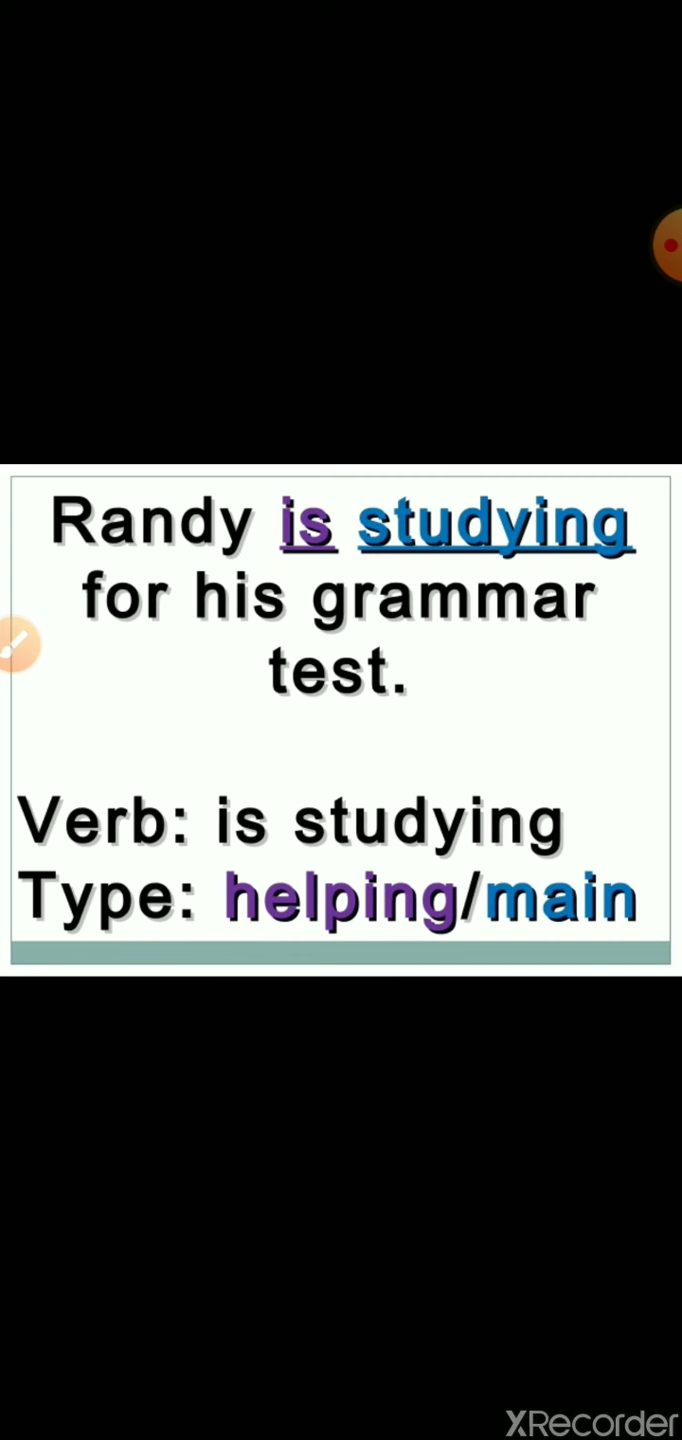 Randy is studying
for his grammar
test.
Verb: is studying
Type: helping/main
XRecorder